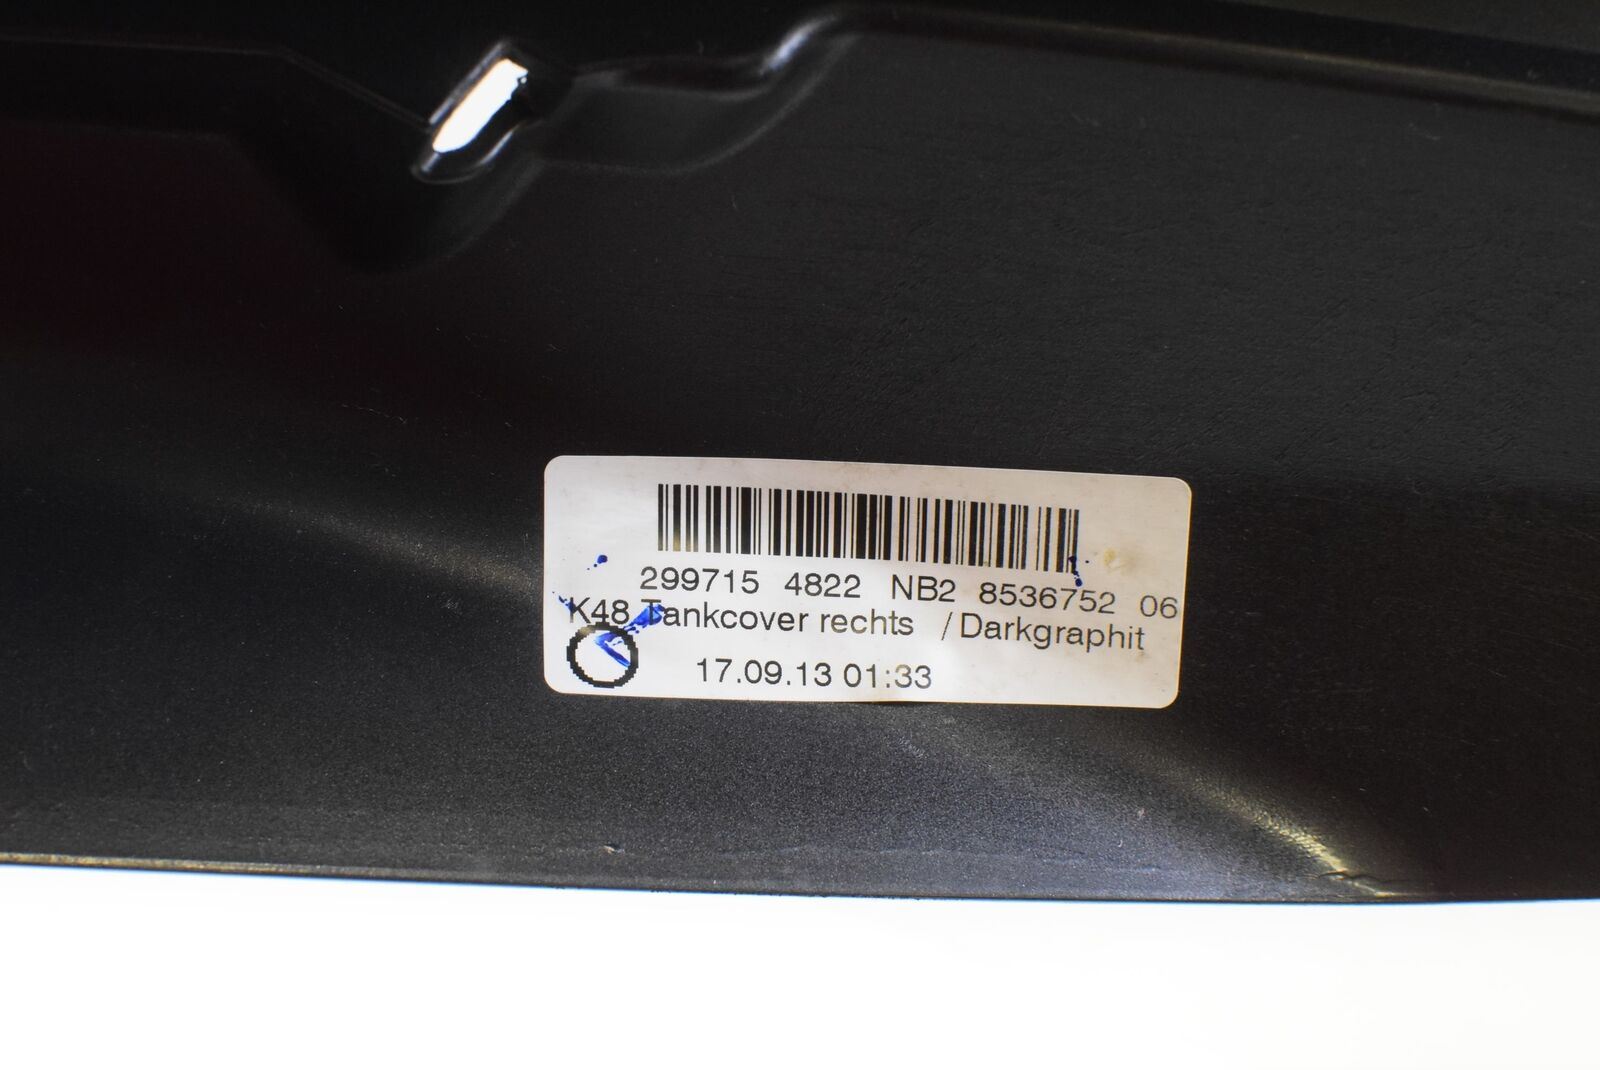 299715 4822 NB2 8536752 06
K48 Tankcover rechts / Darkgraphit
17.09.13 01:33